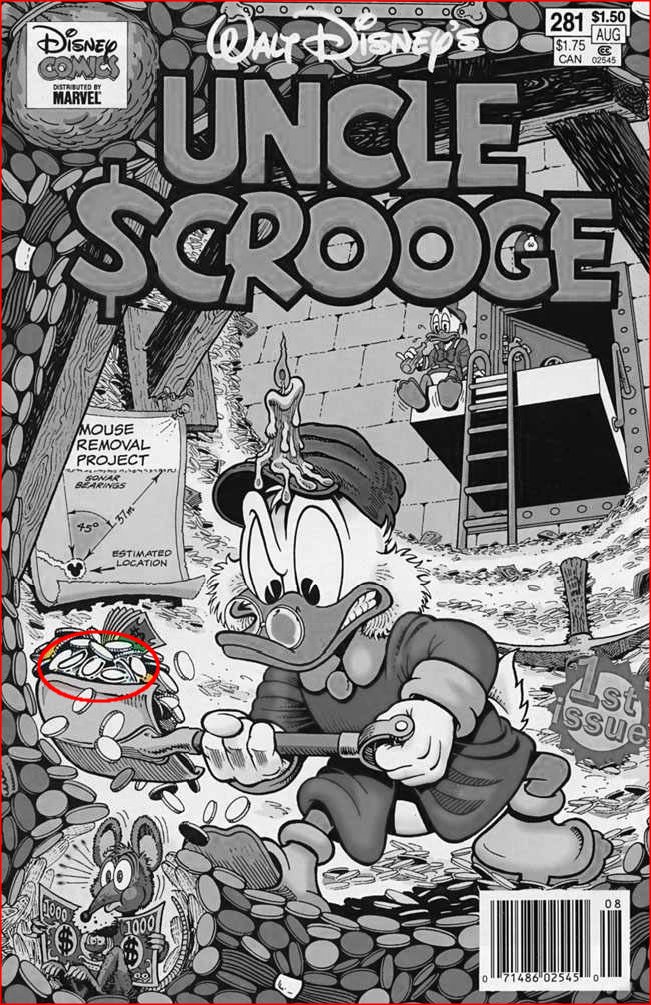 Disney
COMICS
DISTRIBUTED BY
MARVEL
WALT DISNEY'S
281 $1.50
$1.75 AUG
CAN CC
02545
UNCLE
$CROOGE
MOUSE
REMOVAL
PROJECT
SONAR
BEARINGS
45° 37m
ESTIMATED
LOCATION
1st
issue
1000 1000
$ $
08
0 71486 02545 0